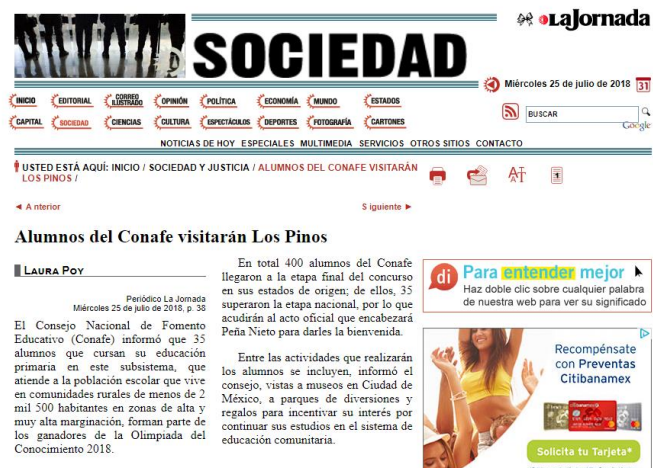 SOCIEDAD
La Jornada
Miércoles 25 de julio de 2018
31
INICIO EDITORIAL CORREO ILUSTRADO OPINIÓN POLÍTICA ECONOMÍA MUNDO ESTADOS
CAPITAL SOCIEDAD CIENCIAS CULTURA ESPECTÁCULOS DEPORTES FOTOGRAFÍA CARTONES
BUSCAR
Google
NOTICIAS DE HOY ESPECIALES MULTIMEDIA SERVICIOS OTROS SITIOS CONTACTO
USTED ESTÁ AQUÍ: INICIO / SOCIEDAD Y JUSTICIA / ALUMNOS DEL CONAFE VISITARÁN
LOS PINOS /
Anterior
Siguiente
Alumnos del Conafe visitarán Los Pinos
LAURA POY
Periódico La Jornada
Miércoles 25 de julio de 2018, p. 38
El Consejo Nacional de Fomento
Educativo (Conafe) informó que 35
alumnos que cursan su educación
primaria en este subsistema, que
atiende a la población escolar que vive
en comunidades rurales de menos de 2
mil 500 habitantes en zonas de alta y
muy alta marginación, forman parte de
los ganadores de la Olimpiada del
Conocimiento 2018.
En total 400 alumnos del Conafe
llegaron a la etapa final del concurso
en sus estados de origen; de ellos, 35
superaron la etapa nacional, por lo que
acudirán al acto oficial que encabezará
Peña Nieto para darles la bienvenida.
Entre las actividades que realizarán
los alumnos se incluyen, informó el
consejo, vistas a museos en Ciudad de
México, a parques de diversiones y
regalos para incentivar su interés por
continuar sus estudios en el sistema de
educación comunitaria.
di
Para entender mejor
Haz doble clic sobre cualquier palabra
de nuestra web para ver su significado
Recompénsate
con Preventas
Citibanamex
Solicita tu Tarjeta*